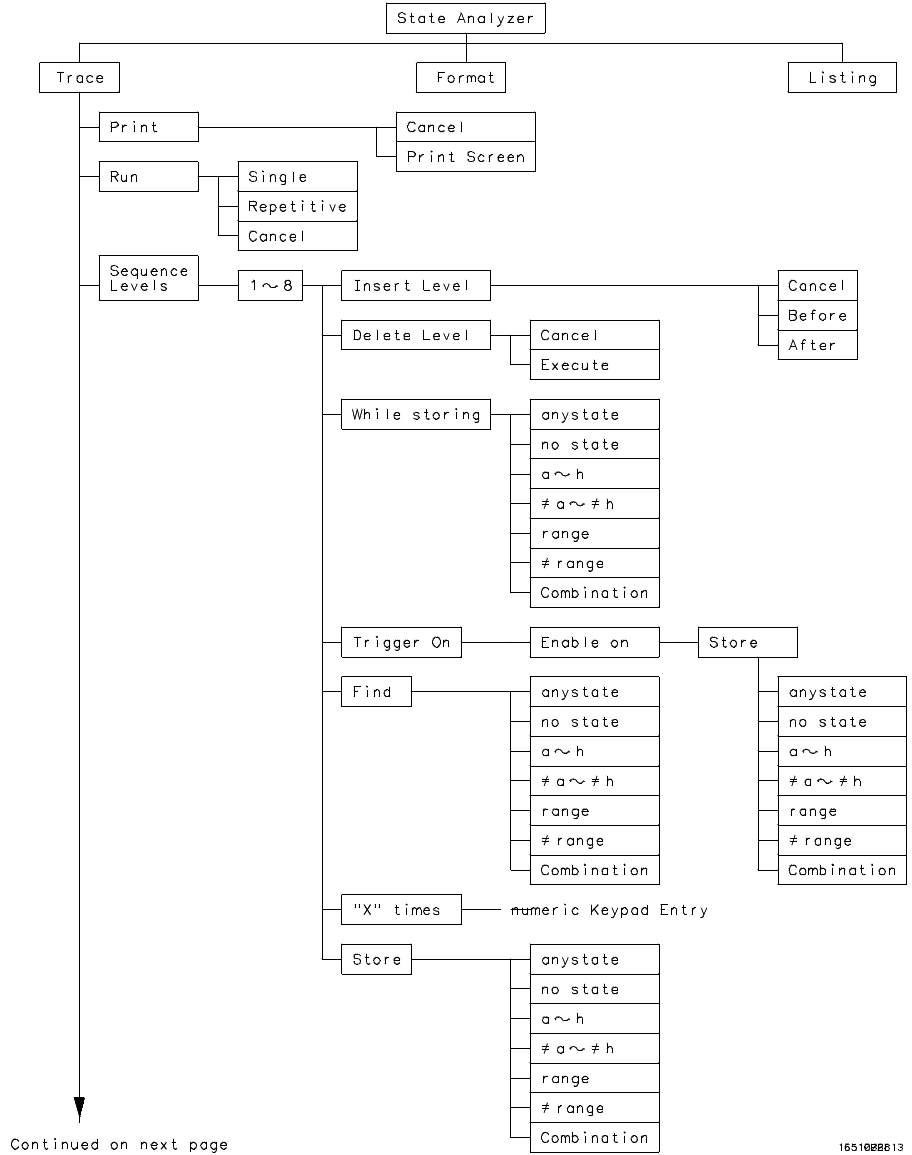 State Analyzer
Trace
Format
Listing
Print
Cancel
Print Screen
Run
Single
Repetitive
Cancel
Sequence
Levels
1~8
Insert Level
Cancel
Before
After
Delete Level
Cancel
Execute
While storing
anystate
no state
a~h
≠a~≠h
range
≠range
Combination
Trigger On
Enable on
Store
anystate
no state
a~h
≠a~≠h
range
≠range
Combination
Find
anystate
no state
a~h
≠a~≠h
range
≠range
Combination
"X" times
numeric Keypad Entry
Store
anystate
no state
a~h
≠a~≠h
range
≠range
Combination
Continued on next page